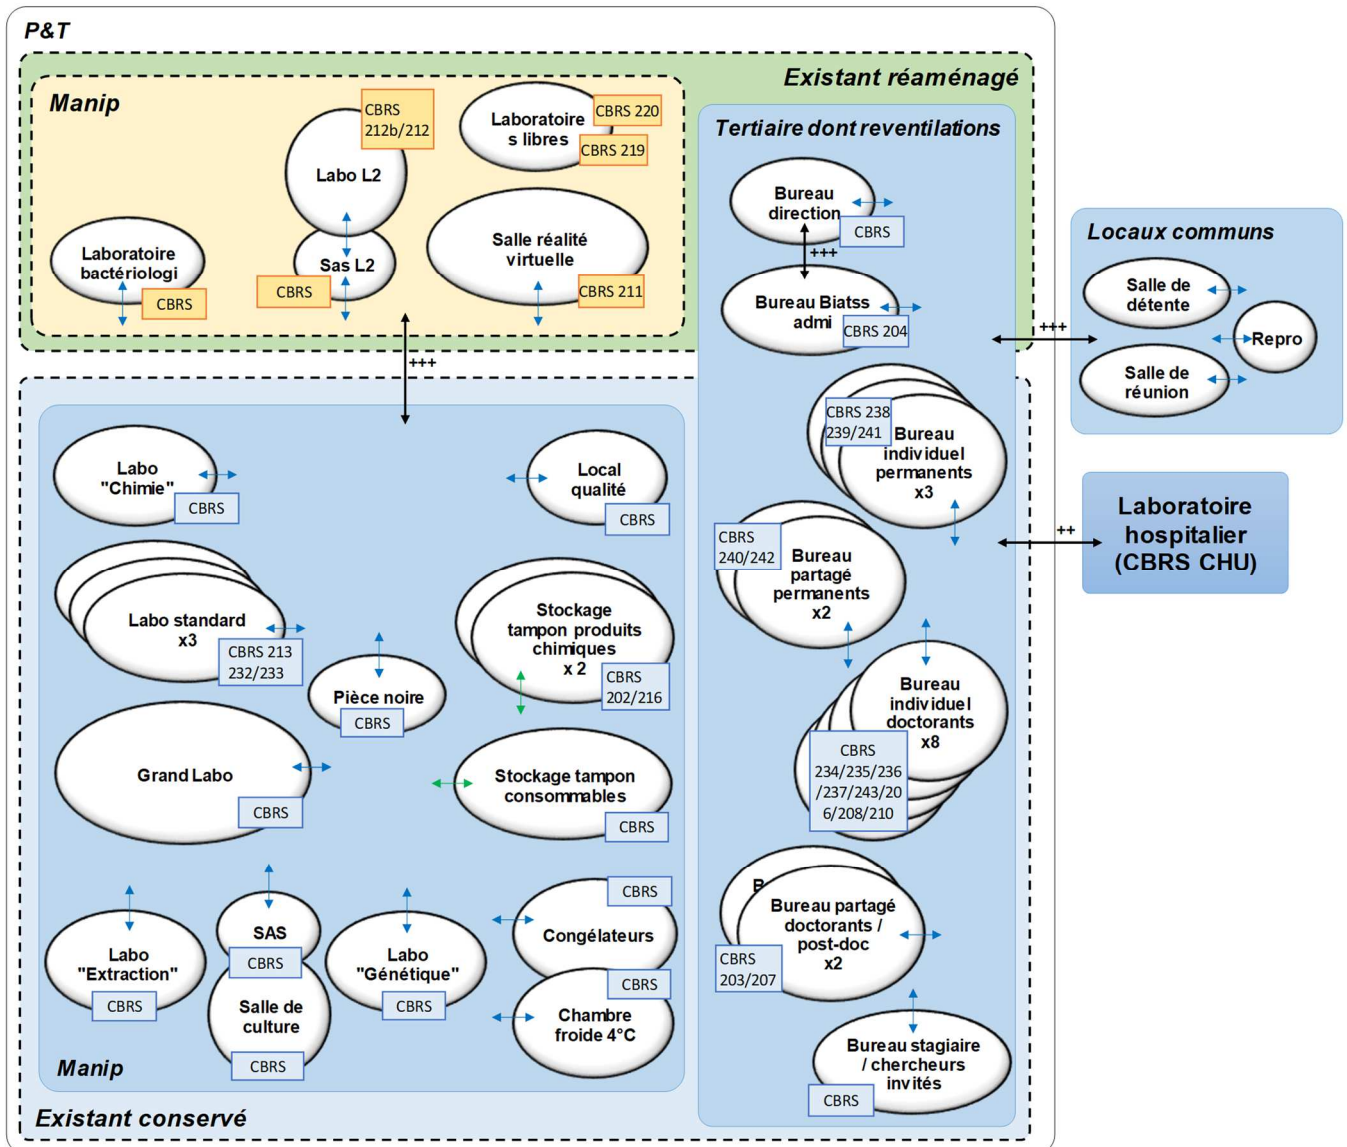 P&T
Existant réaménagé
Manip
CBRS
212b/212
Labo L2
Sas L2
CBRS
Laboratoire
bactériologi
CBRS
Laboratoire
s libres
CBRS 220
CBRS 219
Salle réalité
virtuelle
CBRS 211
Tertiaire dont reventilations
Bureau
direction
CBRS
+++
Bureau Biatss
admi
CBRS 204
+++
Locaux communs
Salle de
détente
Repro
Salle de
réunion
+++
Labo
"Chimie"
CBRS
Local
qualité
CBRS
Labo standard
x3
CBRS 213
232/233
Pièce noire
CBRS
Stockage
tampon produits
chimiques
x 2
CBRS
202/216
Grand Labo
CBRS
Stockage tampon
consommables
CBRS
Labo
"Extraction"
CBRS
SAS
CBRS
Salle de
culture
CBRS
Labo
"Génétique"
CBRS
CBRS
Congélateurs
CBRS
Chambre
froide 4°C
Manip
Existant conservé
CBRS 238
239/241
Bureau
individuel
permanents
x3
CBRS
240/242
Bureau
partagé
permanents
x2
++
Laboratoire
hospitalier
(CBRS CHU)
Bureau
individuel
doctorants
x8
CBRS
234/235/236
/237/243/20
6/208/210
Bureau partagé
doctorants /
post-doc
x2
CBRS
203/207
Bureau stagiaire
/ chercheurs
invités
CBRS